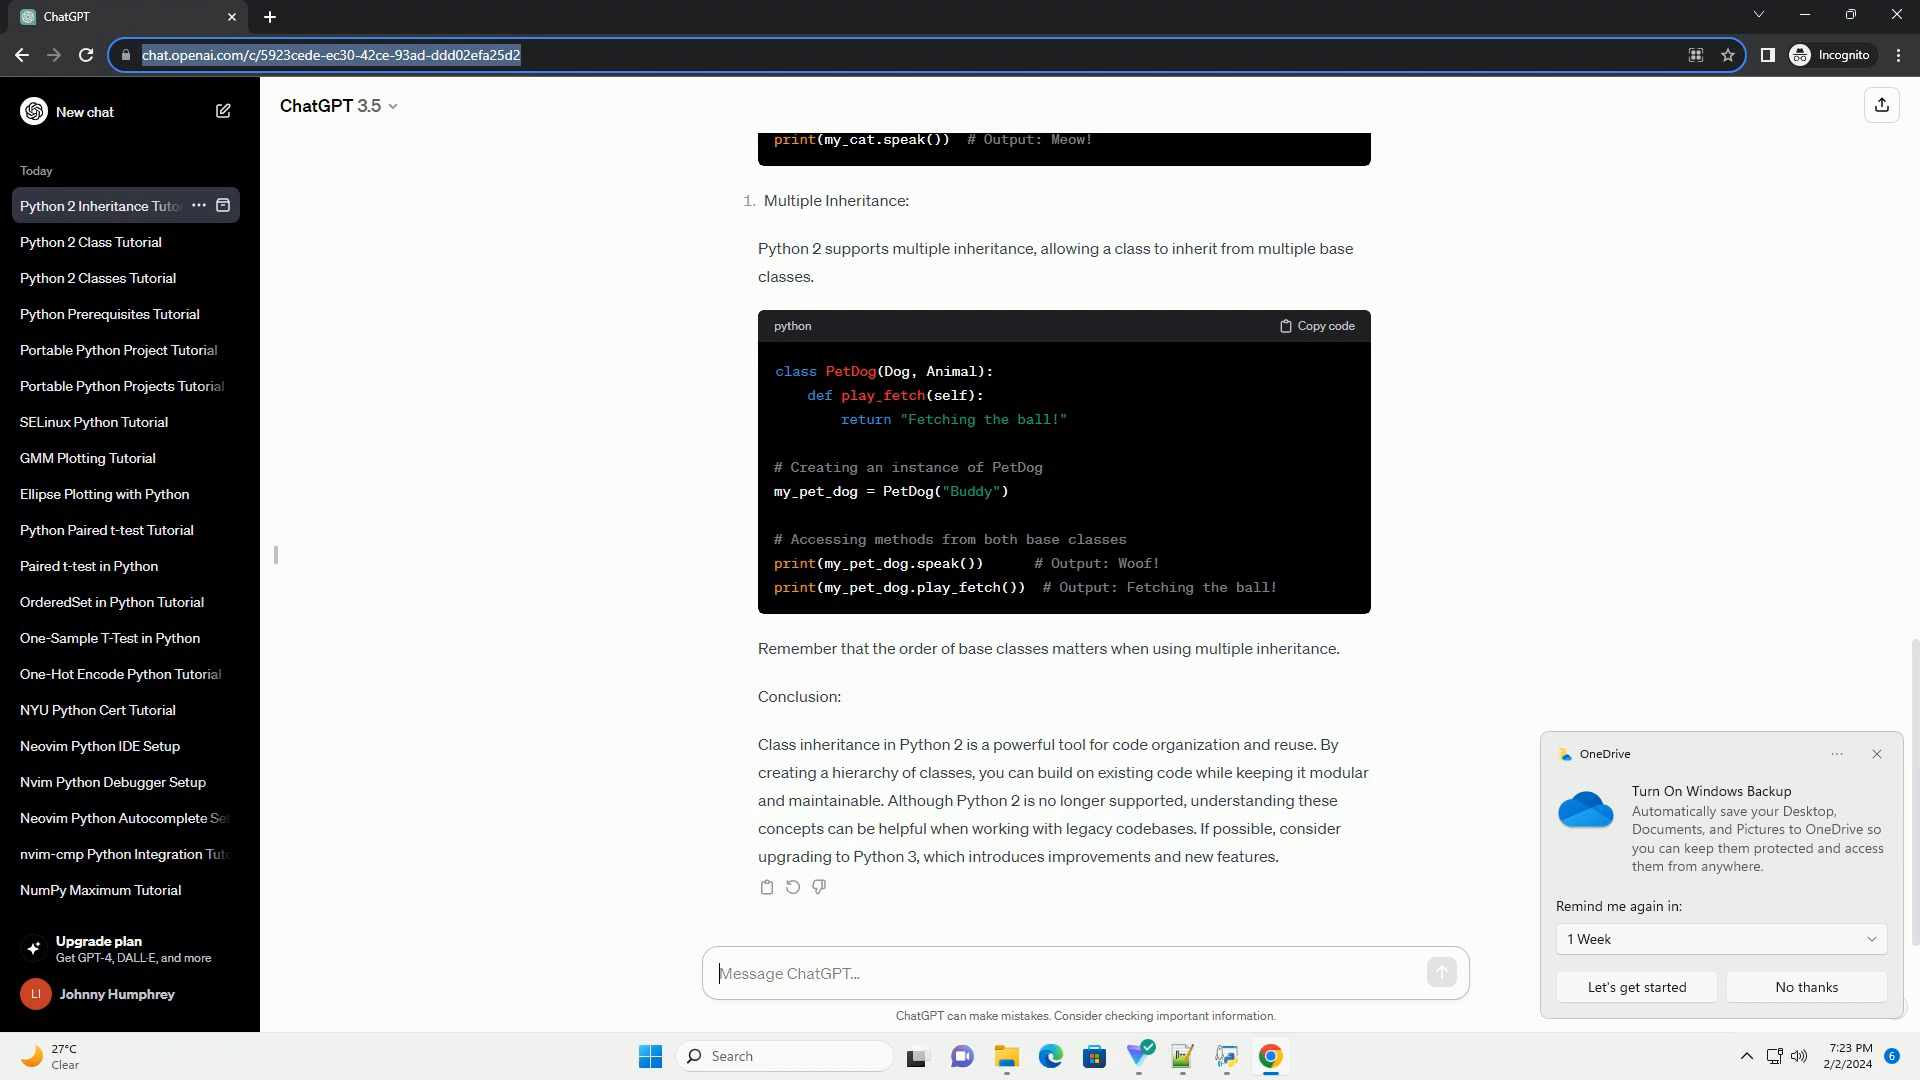 ChatGPT
chat.openai.com/c/5923cede-ec30-42ce-93ad-ddd02efa25d2
Incognito
New chat
ChatGPT 3.5
Today
Python 2 Inheritance Tuto
Python 2 Class Tutorial
Python 2 Classes Tutorial
Python Prerequisites Tutorial
Portable Python Project Tutorial
Portable Python Projects Tutorial
SELinux Python Tutorial
GMM Plotting Tutorial
Ellipse Plotting with Python
Python Paired t-test Tutorial
Paired t-test in Python
OrderedSet in Python Tutorial
One-Sample T-Test in Python
One-Hot Encode Python Tutorial
NYU Python Cert Tutorial
Neovim Python IDE Setup
Nvim Python Debugger Setup
Neovim Python Autocomplete Se
nvim-cmp Python Integration Tut
NumPy Maximum Tutorial
Upgrade plan
Get GPT-4, DALL·E, and more
LI
Johnny Humphrey
print(my_cat.speak())  # Output: Meow!
1. Multiple Inheritance:
Python 2 supports multiple inheritance, allowing a class to inherit from multiple base
classes.
python
Copy code
class PetDog(Dog, Animal):
    def play_fetch(self):
        return "Fetching the ball!"
# Creating an instance of PetDog
my_pet_dog = PetDog("Buddy")
# Accessing methods from both base classes
print(my_pet_dog.speak())      # Output: Woof!
print(my_pet_dog.play_fetch())  # Output: Fetching the ball!
Remember that the order of base classes matters when using multiple inheritance.
Conclusion:
Class inheritance in Python 2 is a powerful tool for code organization and reuse. By
creating a hierarchy of classes, you can build on existing code while keeping it modular
and maintainable. Although Python 2 is no longer supported, understanding these
concepts can be helpful when working with legacy codebases. If possible, consider
upgrading to Python 3, which introduces improvements and new features.
Message ChatGPT...
ChatGPT can make mistakes. Consider checking important information.
OneDrive
Turn On Windows Backup
Automatically save your Desktop,
Documents, and Pictures to OneDrive so
you can keep them protected and access
them from anywhere.
Remind me again in:
1 Week
Let's get started
No thanks
27°C
Clear
Search
7:23 PM
2/2/2024
6